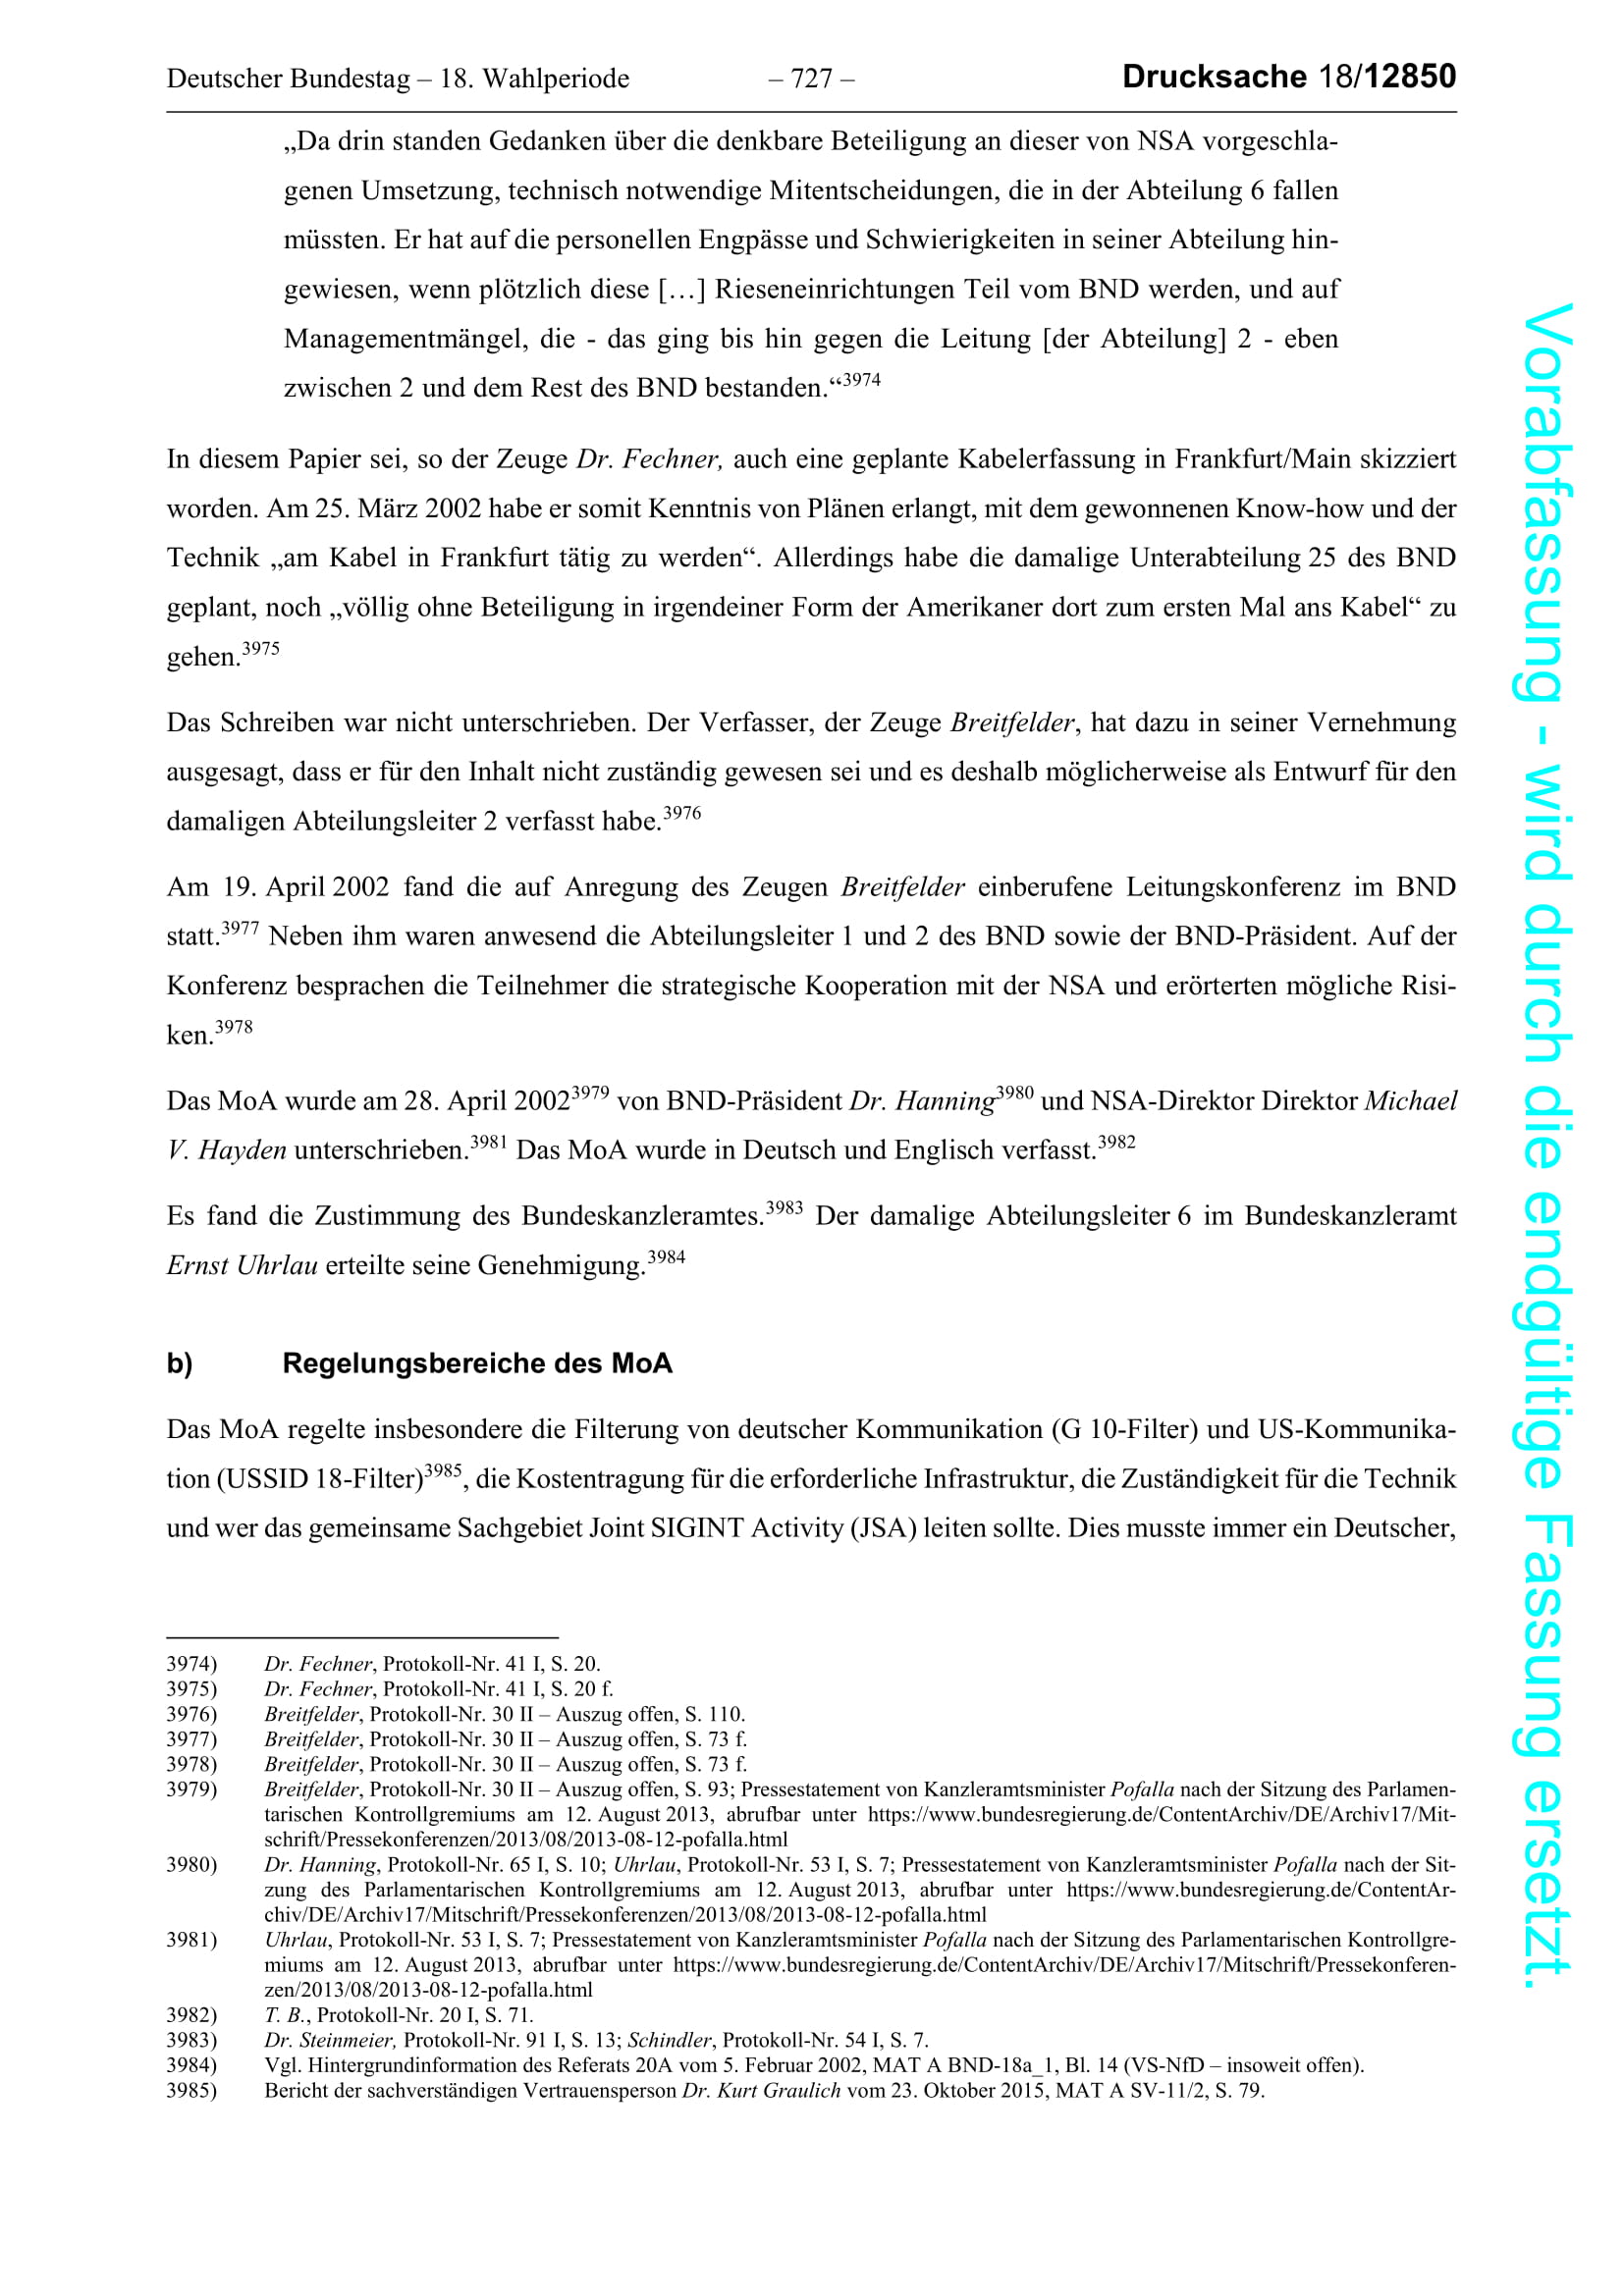 Deutscher Bundestag – 18. Wahlperiode – 727 – Drucksache 18/12850
„Da drin standen Gedanken über die denkbare Beteiligung an dieser von NSA vorgeschla-
genen Umsetzung, technisch notwendige Mitentscheidungen, die in der Abteilung 6 fallen
müssten. Er hat auf die personellen Engpässe und Schwierigkeiten in seiner Abteilung hin-
gewiesen, wenn plötzlich diese […] Rieseneinrichtungen Teil vom BND werden, und auf
Managementmängel, die - das ging bis hin gegen die Leitung [der Abteilung] 2 - eben
zwischen 2 und dem Rest des BND bestanden.“3974
In diesem Papier sei, so der Zeuge Dr. Fechner, auch eine geplante Kabelerfassung in Frankfurt/Main skizziert
worden. Am 25. März 2002 habe er somit Kenntnis von Plänen erlangt, mit dem gewonnenen Know-how und der
Technik „am Kabel in Frankfurt tätig zu werden“. Allerdings habe die damalige Unterabteilung 25 des BND
geplant, noch „völlig ohne Beteiligung in irgendeiner Form der Amerikaner dort zum ersten Mal ans Kabel“ zu
gehen.3975
Das Schreiben war nicht unterschrieben. Der Verfasser, der Zeuge Breitfelder, hat dazu in seiner Vernehmung
ausgesagt, dass er für den Inhalt nicht zuständig gewesen sei und es deshalb möglicherweise als Entwurf für den
damaligen Abteilungsleiter 2 verfasst habe.3976
Am 19. April 2002 fand die auf Anregung des Zeugen Breitfelder einberufene Leitungskonferenz im BND
statt.3977 Neben ihm waren anwesend die Abteilungsleiter 1 und 2 des BND sowie der BND-Präsident. Auf der
Konferenz besprachen die Teilnehmer die strategische Kooperation mit der NSA und erörterten mögliche Risi-
ken.3978
Das MoA wurde am 28. April 20023979 von BND-Präsident Dr. Hanning3980 und NSA-Direktor Direktor Michael
V. Hayden unterschrieben.3981 Das MoA wurde in Deutsch und Englisch verfasst.3982
Es fand die Zustimmung des Bundeskanzleramtes.3983 Der damalige Abteilungsleiter 6 im Bundeskanzleramt
Ernst Uhrlau erteilte seine Genehmigung.3984
b) Regelungsbereiche des MoA
Das MoA regelte insbesondere die Filterung von deutscher Kommunikation (G 10-Filter) und US-Kommunika-
tion (USSID 18-Filter)3985, die Kostentragung für die erforderliche Infrastruktur, die Zuständigkeit für die Technik
und wer das gemeinsame Sachgebiet Joint SIGINT Activity (JSA) leiten sollte. Dies musste immer ein Deutscher,
3974) Dr. Fechner, Protokoll-Nr. 41 I, S. 20.
3975) Dr. Fechner, Protokoll-Nr. 41 I, S. 20 f.
3976) Breitfelder, Protokoll-Nr. 30 II – Auszug offen, S. 110.
3977) Breitfelder, Protokoll-Nr. 30 II – Auszug offen, S. 73 f.
3978) Breitfelder, Protokoll-Nr. 30 II – Auszug offen, S. 73 f.
3979) Breitfelder, Protokoll-Nr. 30 II – Auszug offen, S. 93; Pressestatement von Kanzleramtsminister Pofalla nach der Sitzung des Parlamen-
tarischen Kontrollgremiums am 12. August 2013, abrufbar unter https://www.bundesregierung.de/ContentArchiv/DE/Archiv17/Mit-
schrift/Pressekonferenzen/2013/08/2013-08-12-pofalla.html
3980) Dr. Hanning, Protokoll-Nr. 65 I, S. 10; Uhrlau, Protokoll-Nr. 53 I, S. 7; Pressestatement von Kanzleramtsminister Pofalla nach der Sit-
zung des Parlamentarischen Kontrollgremiums am 12. August 2013, abrufbar unter https://www.bundesregierung.de/ContentAr-
chiv/DE/Archiv17/Mitschrift/Pressekonferenzen/2013/08/2013-08-12-pofalla.html
3981) Uhrlau, Protokoll-Nr. 53 I, S. 7; Pressestatement von Kanzleramtsminister Pofalla nach der Sitzung des Parlamentarischen Kontrollgre-
miums am 12. August 2013, abrufbar unter https://www.bundesregierung.de/ContentArchiv/DE/Archiv17/Mitschrift/Pressekonferen-
zen/2013/08/2013-08-12-pofalla.html
3982) T. B., Protokoll-Nr. 20 I, S. 71.
3983) Dr. Steinmeier, Protokoll-Nr. 91 I, S. 13; Schindler, Protokoll-Nr. 54 I, S. 7.
3984) Vgl. Hintergrundinformation des Referats 20A vom 5. Februar 2002, MAT A BND-18a_1, Bl. 14 (VS-NfD – insoweit offen).
3985) Bericht der sachverständigen Vertrauensperson Dr. Kurt Graulich vom 23. Oktober 2015, MAT A SV-11/2, S. 79.
Vorabfassung - wird durch die endgültige Fassung ersetzt.